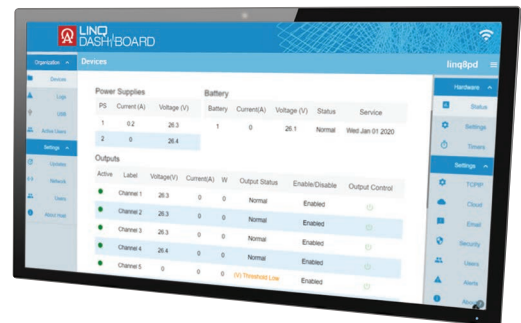 LINQ
DASH/BOARD
Organization
Devices
linq8pd
Devices
Logs
USB
Active Users
Settings
Updates
Network
Users
About Host
Power Supplies
PS Current (A) Voltage (V)
1 0.2 26.3
2 0 26.4
Battery
Battery Current(A) Voltage (V) Status Service
1 0 26.1 Normal Wed Jan 01 2020
Outputs
Active Label Voltage(V) Current(A) W Output Status Enable/Disable Output Control
Channel 1 26.3 0 0 Normal Enabled
Channel 2 26.3 0 0 Normal Enabled
Channel 3 26.3 0 0 Normal Enabled
Channel 4 26.4 0 0 Normal Enabled
Channel 5 0 0 0 (V) Threshold Low Enabled
Hardware
Status
Settings
Timers
Settings
TCP/IP
Cloud
Email
Security
Users
Alerts